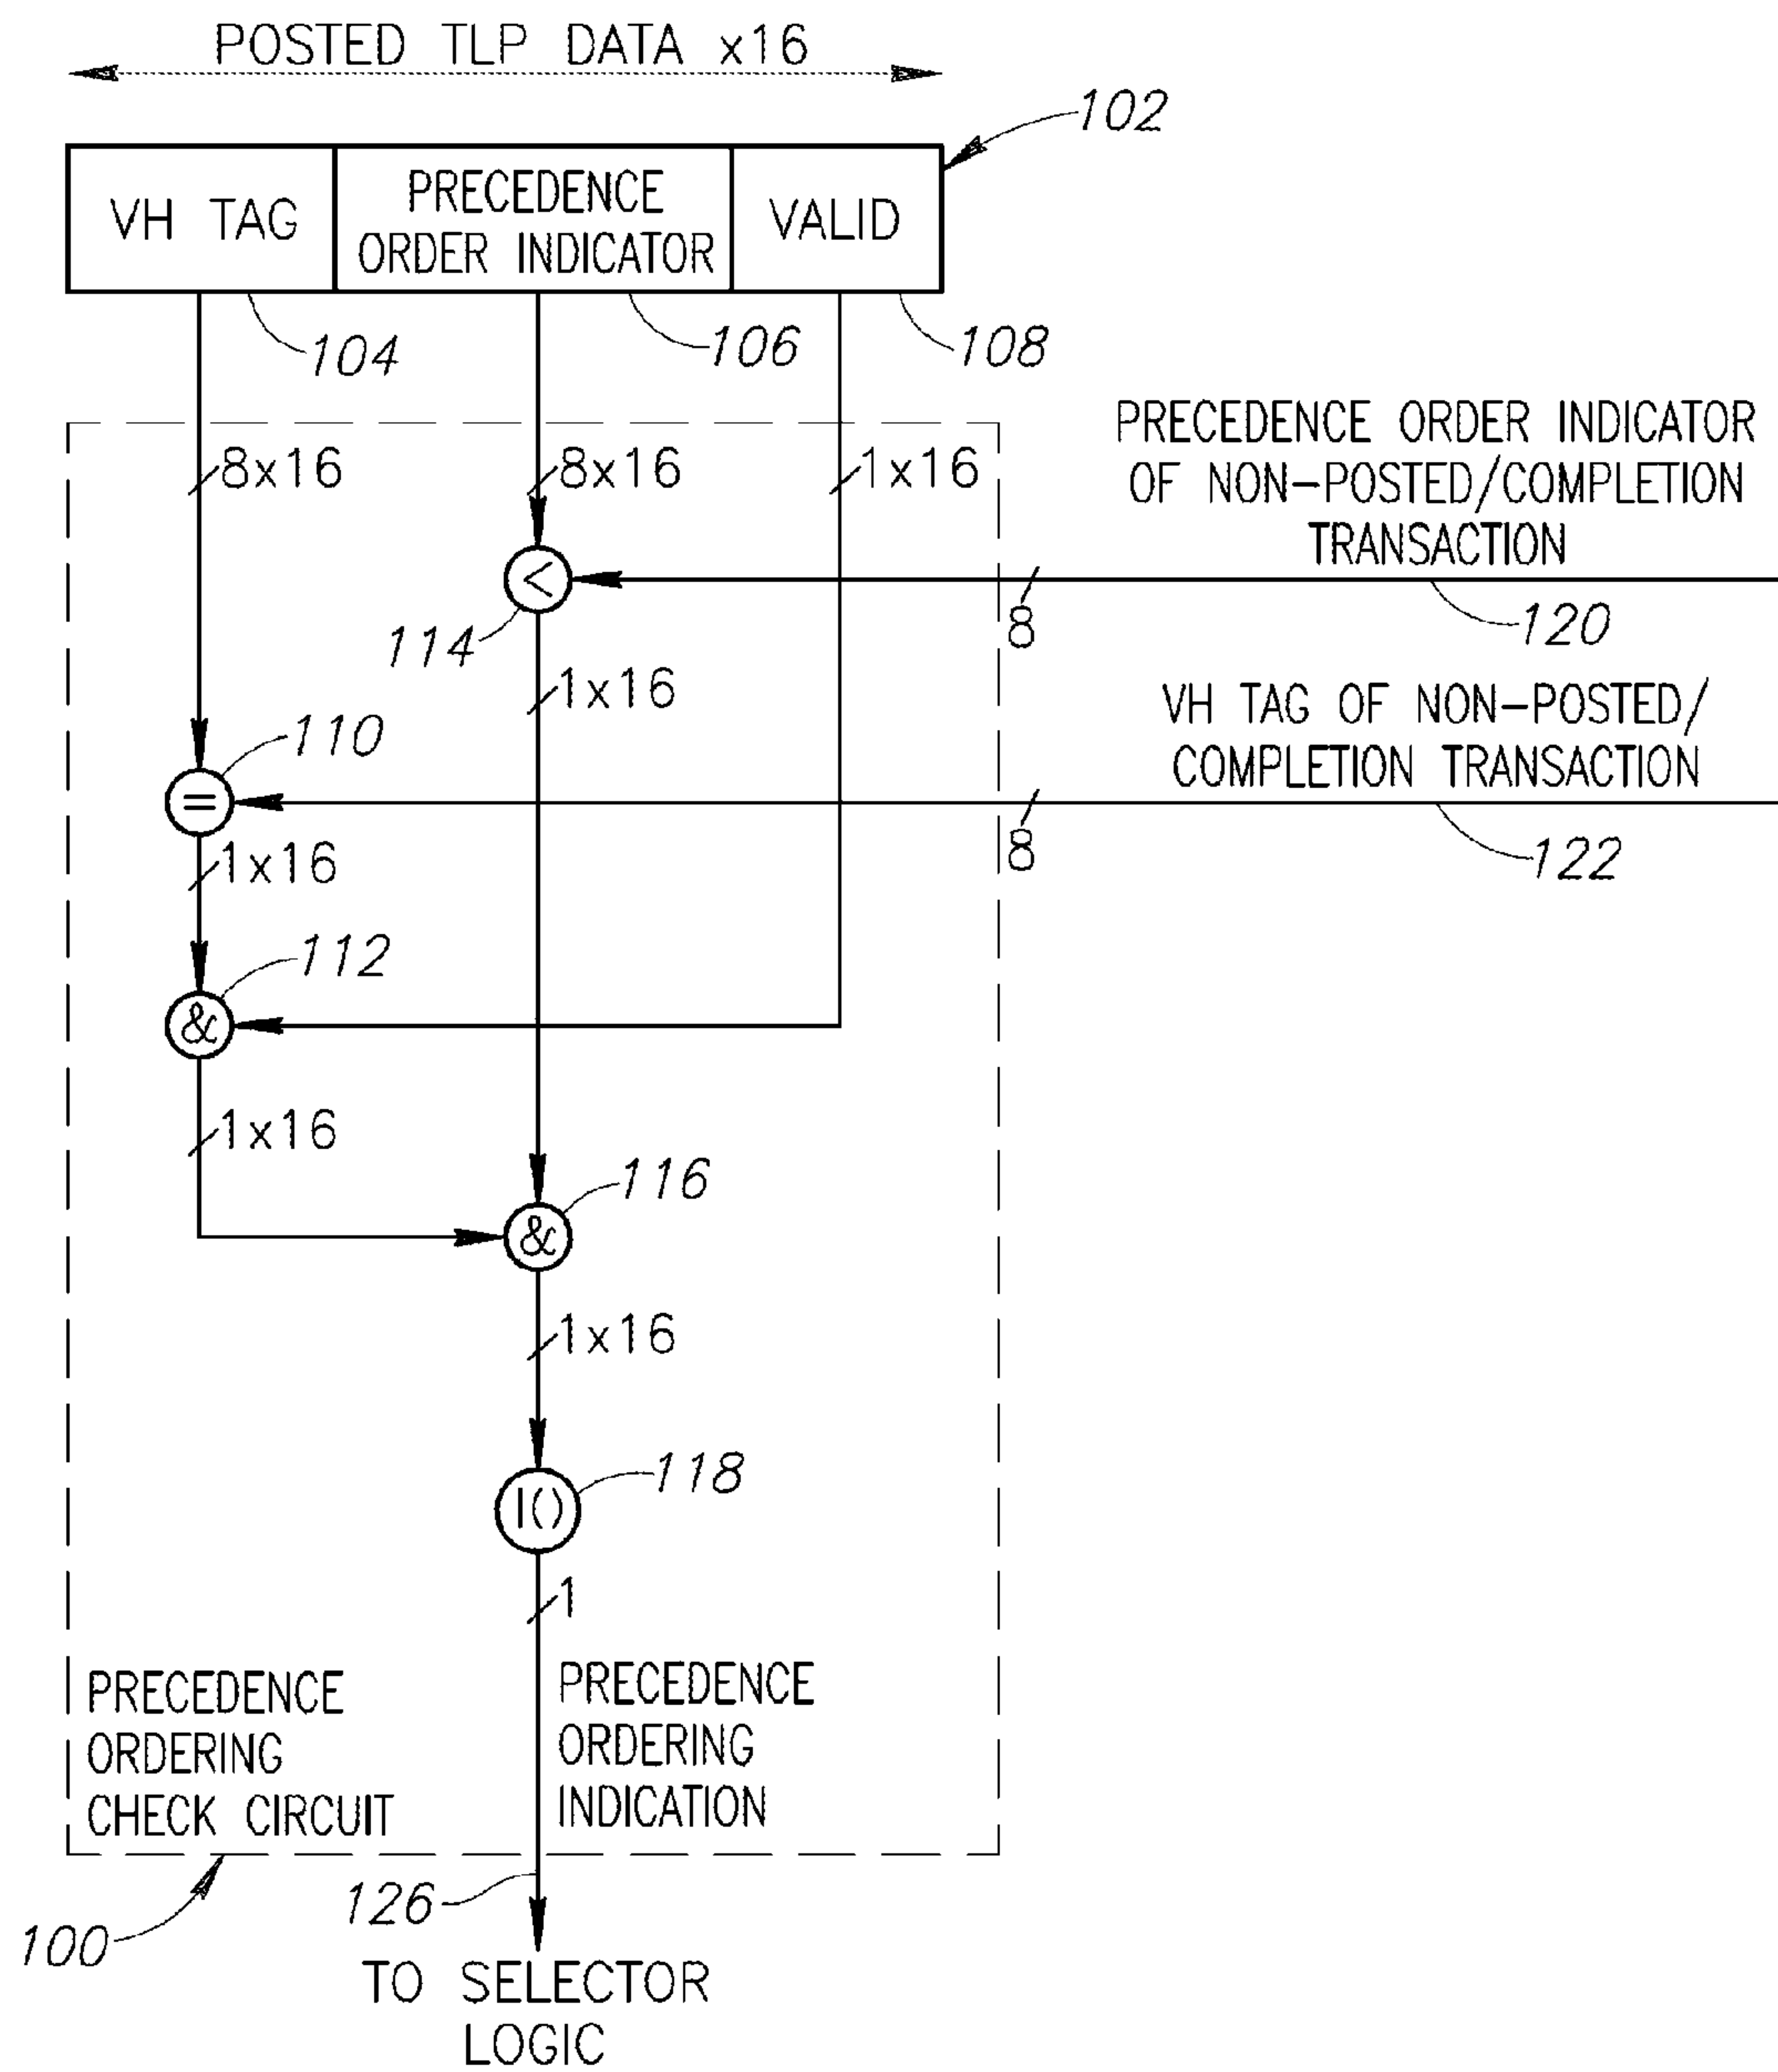 POSTED TLP DATA x16
102
VH TAG
PRECEDENCE
ORDER INDICATOR
VALID
104
106
108
8x16
8x16
1x16
PRECEDENCE ORDER INDICATOR
OF NON-POSTED/COMPLETION
TRANSACTION
<
8
120
114
1x16
VH TAG OF NON-POSTED/
COMPLETION TRANSACTION
110
=
8
122
1x16
112
&
1x16
116
&
1x16
118
|()
1
PRECEDENCE
ORDERING
CHECK CIRCUIT
PRECEDENCE
ORDERING
INDICATION
100
126
TO SELECTOR
LOGIC